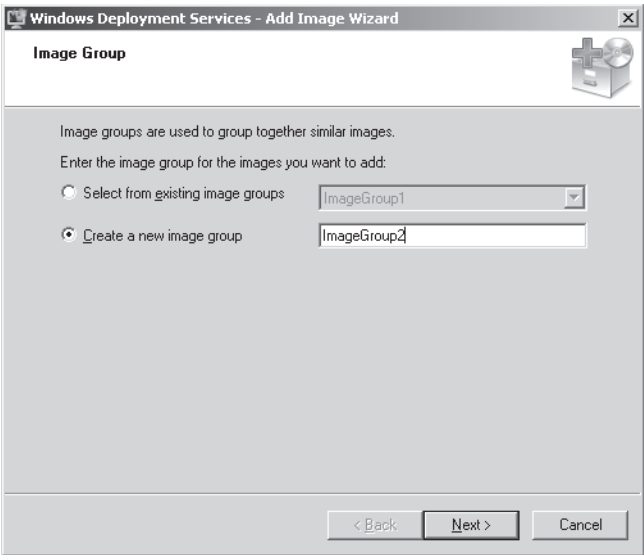 Windows Deployment Services - Add Image Wizard
Image Group
Image groups are used to group together similar images.
Enter the image group for the images you want to add:
Select from existing image groups ImageGroup1
Create a new image group ImageGroup2
< Back Next > Cancel